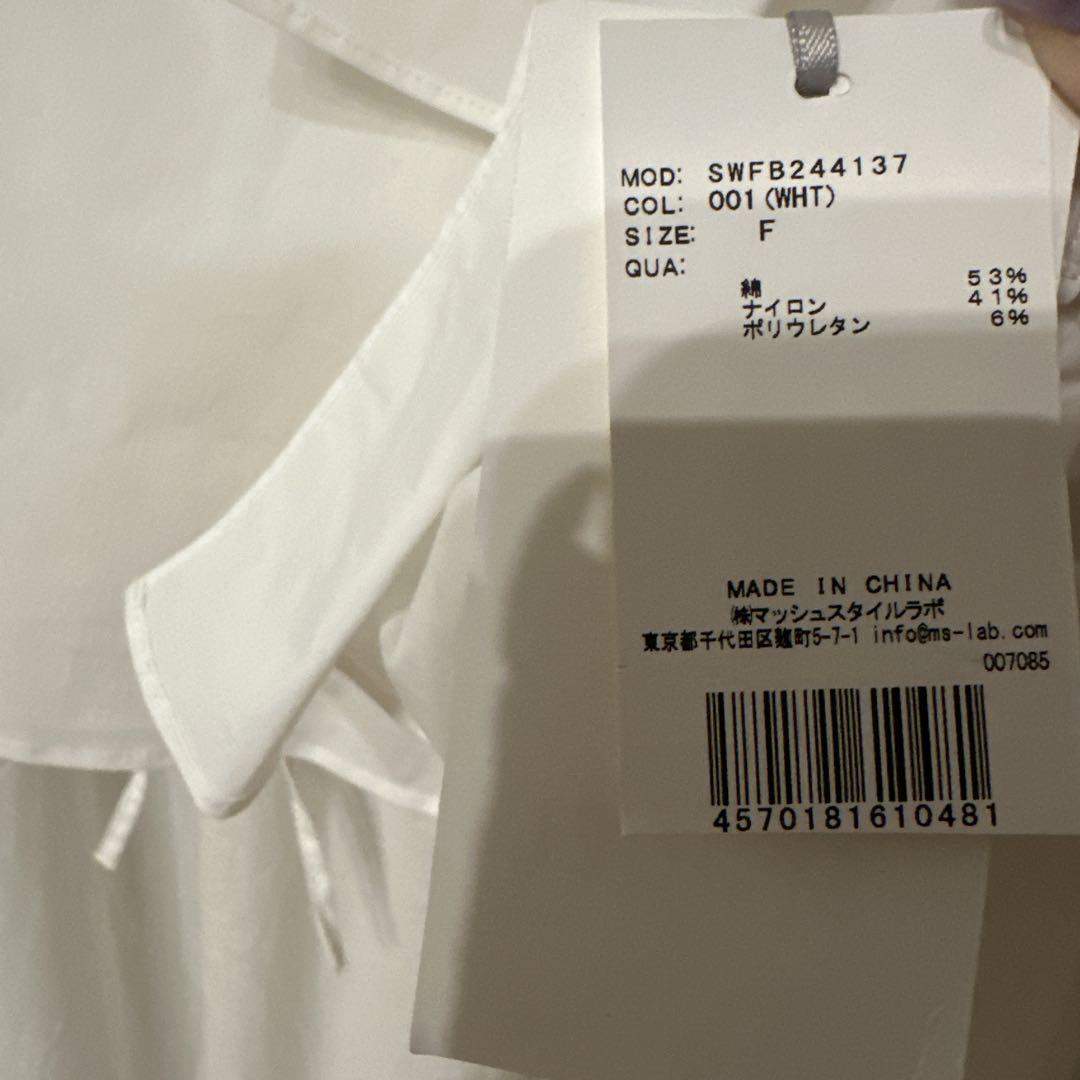 MOD: SWFB244137
COL: 001(WHT)
SIZE: F
QUA:
綿 53%
ナイロン 41%
ポリウレタン 6%
MADE IN CHINA
㈱マッシュスタイルラボ
東京都千代田区麹町5-7-1 info@ms-lab.com
007085
4570181610481